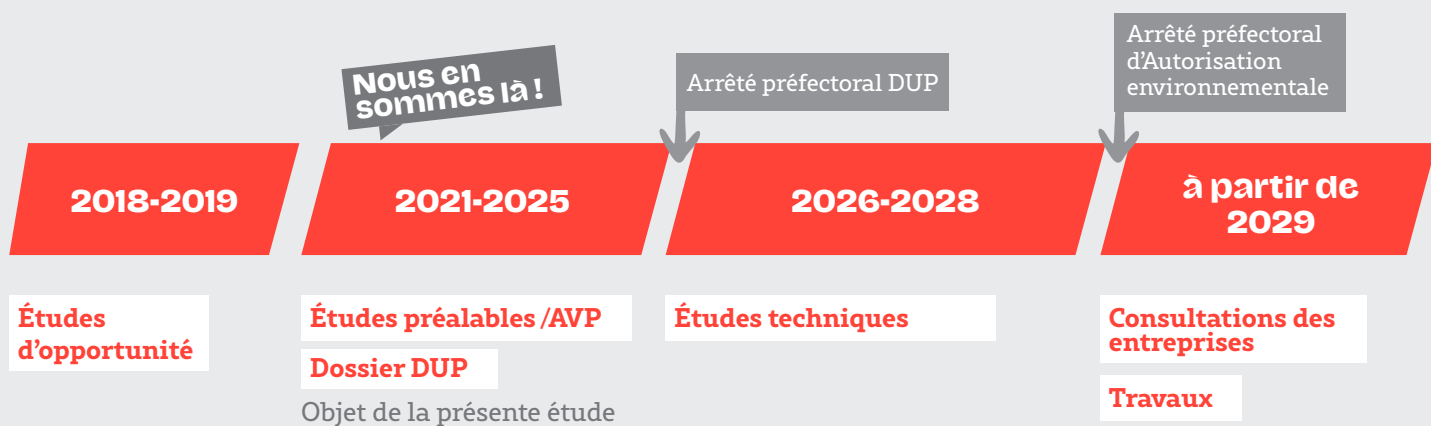 Nous en
sommes là !
Arrêté préfectoral DUP
Arrêté préfectoral
d'Autorisation
environnementale
2018-2019
2021-2025
2026-2028
à partir de
2029
Études
d'opportunité
Études préalables /AVP
Dossier DUP
Objet de la présente étude
Études techniques
Consultations des
entreprises
Travaux